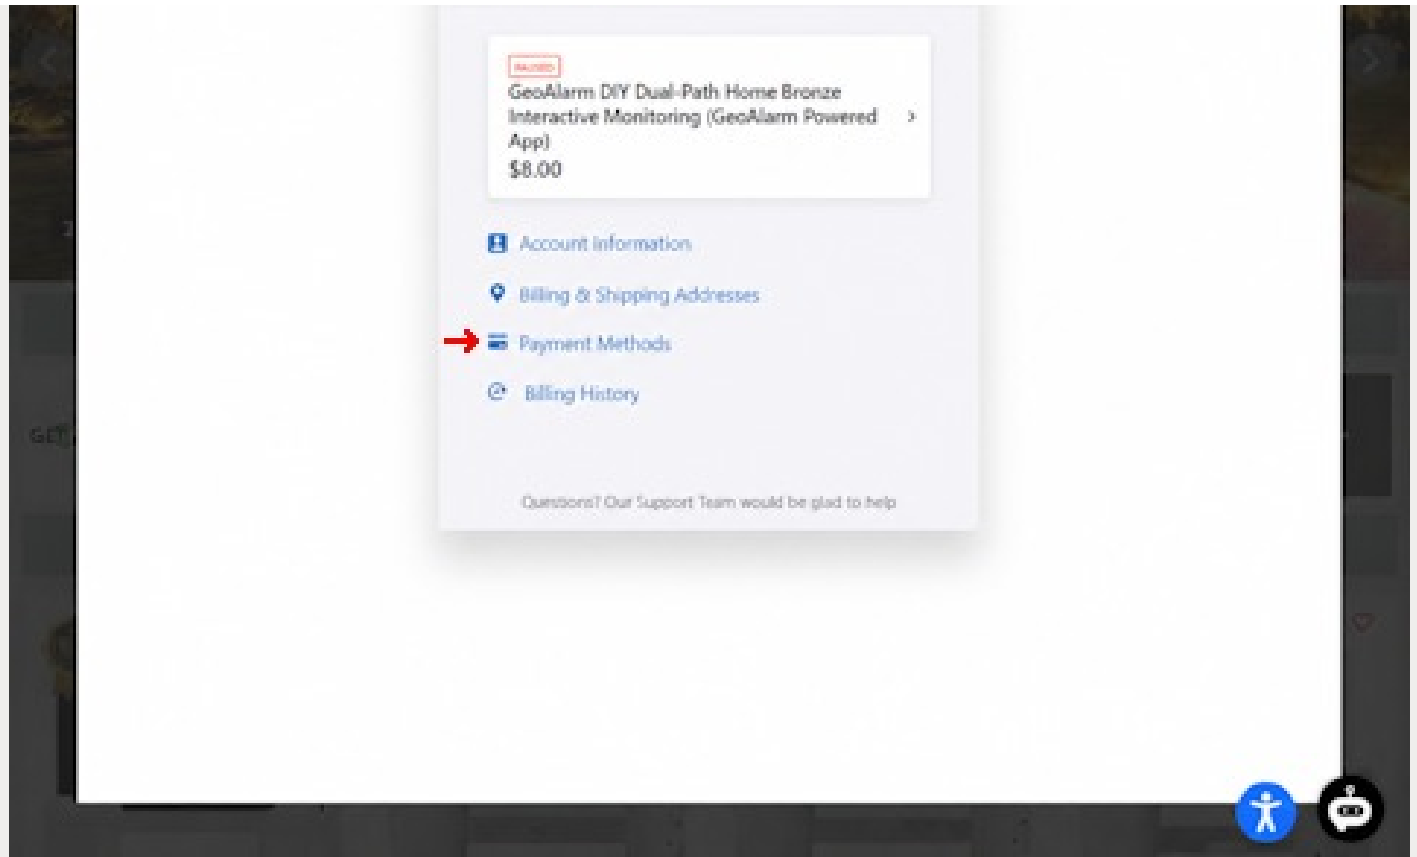 PAUSED
GeoAlarm DIY Dual-Path Home Bronze
Interactive Monitoring (GeoAlarm Powered
App)
$8.00
Account Information
Billing & Shipping Addresses
Payment Methods
Billing History
Questions? Our Support Team would be glad to help